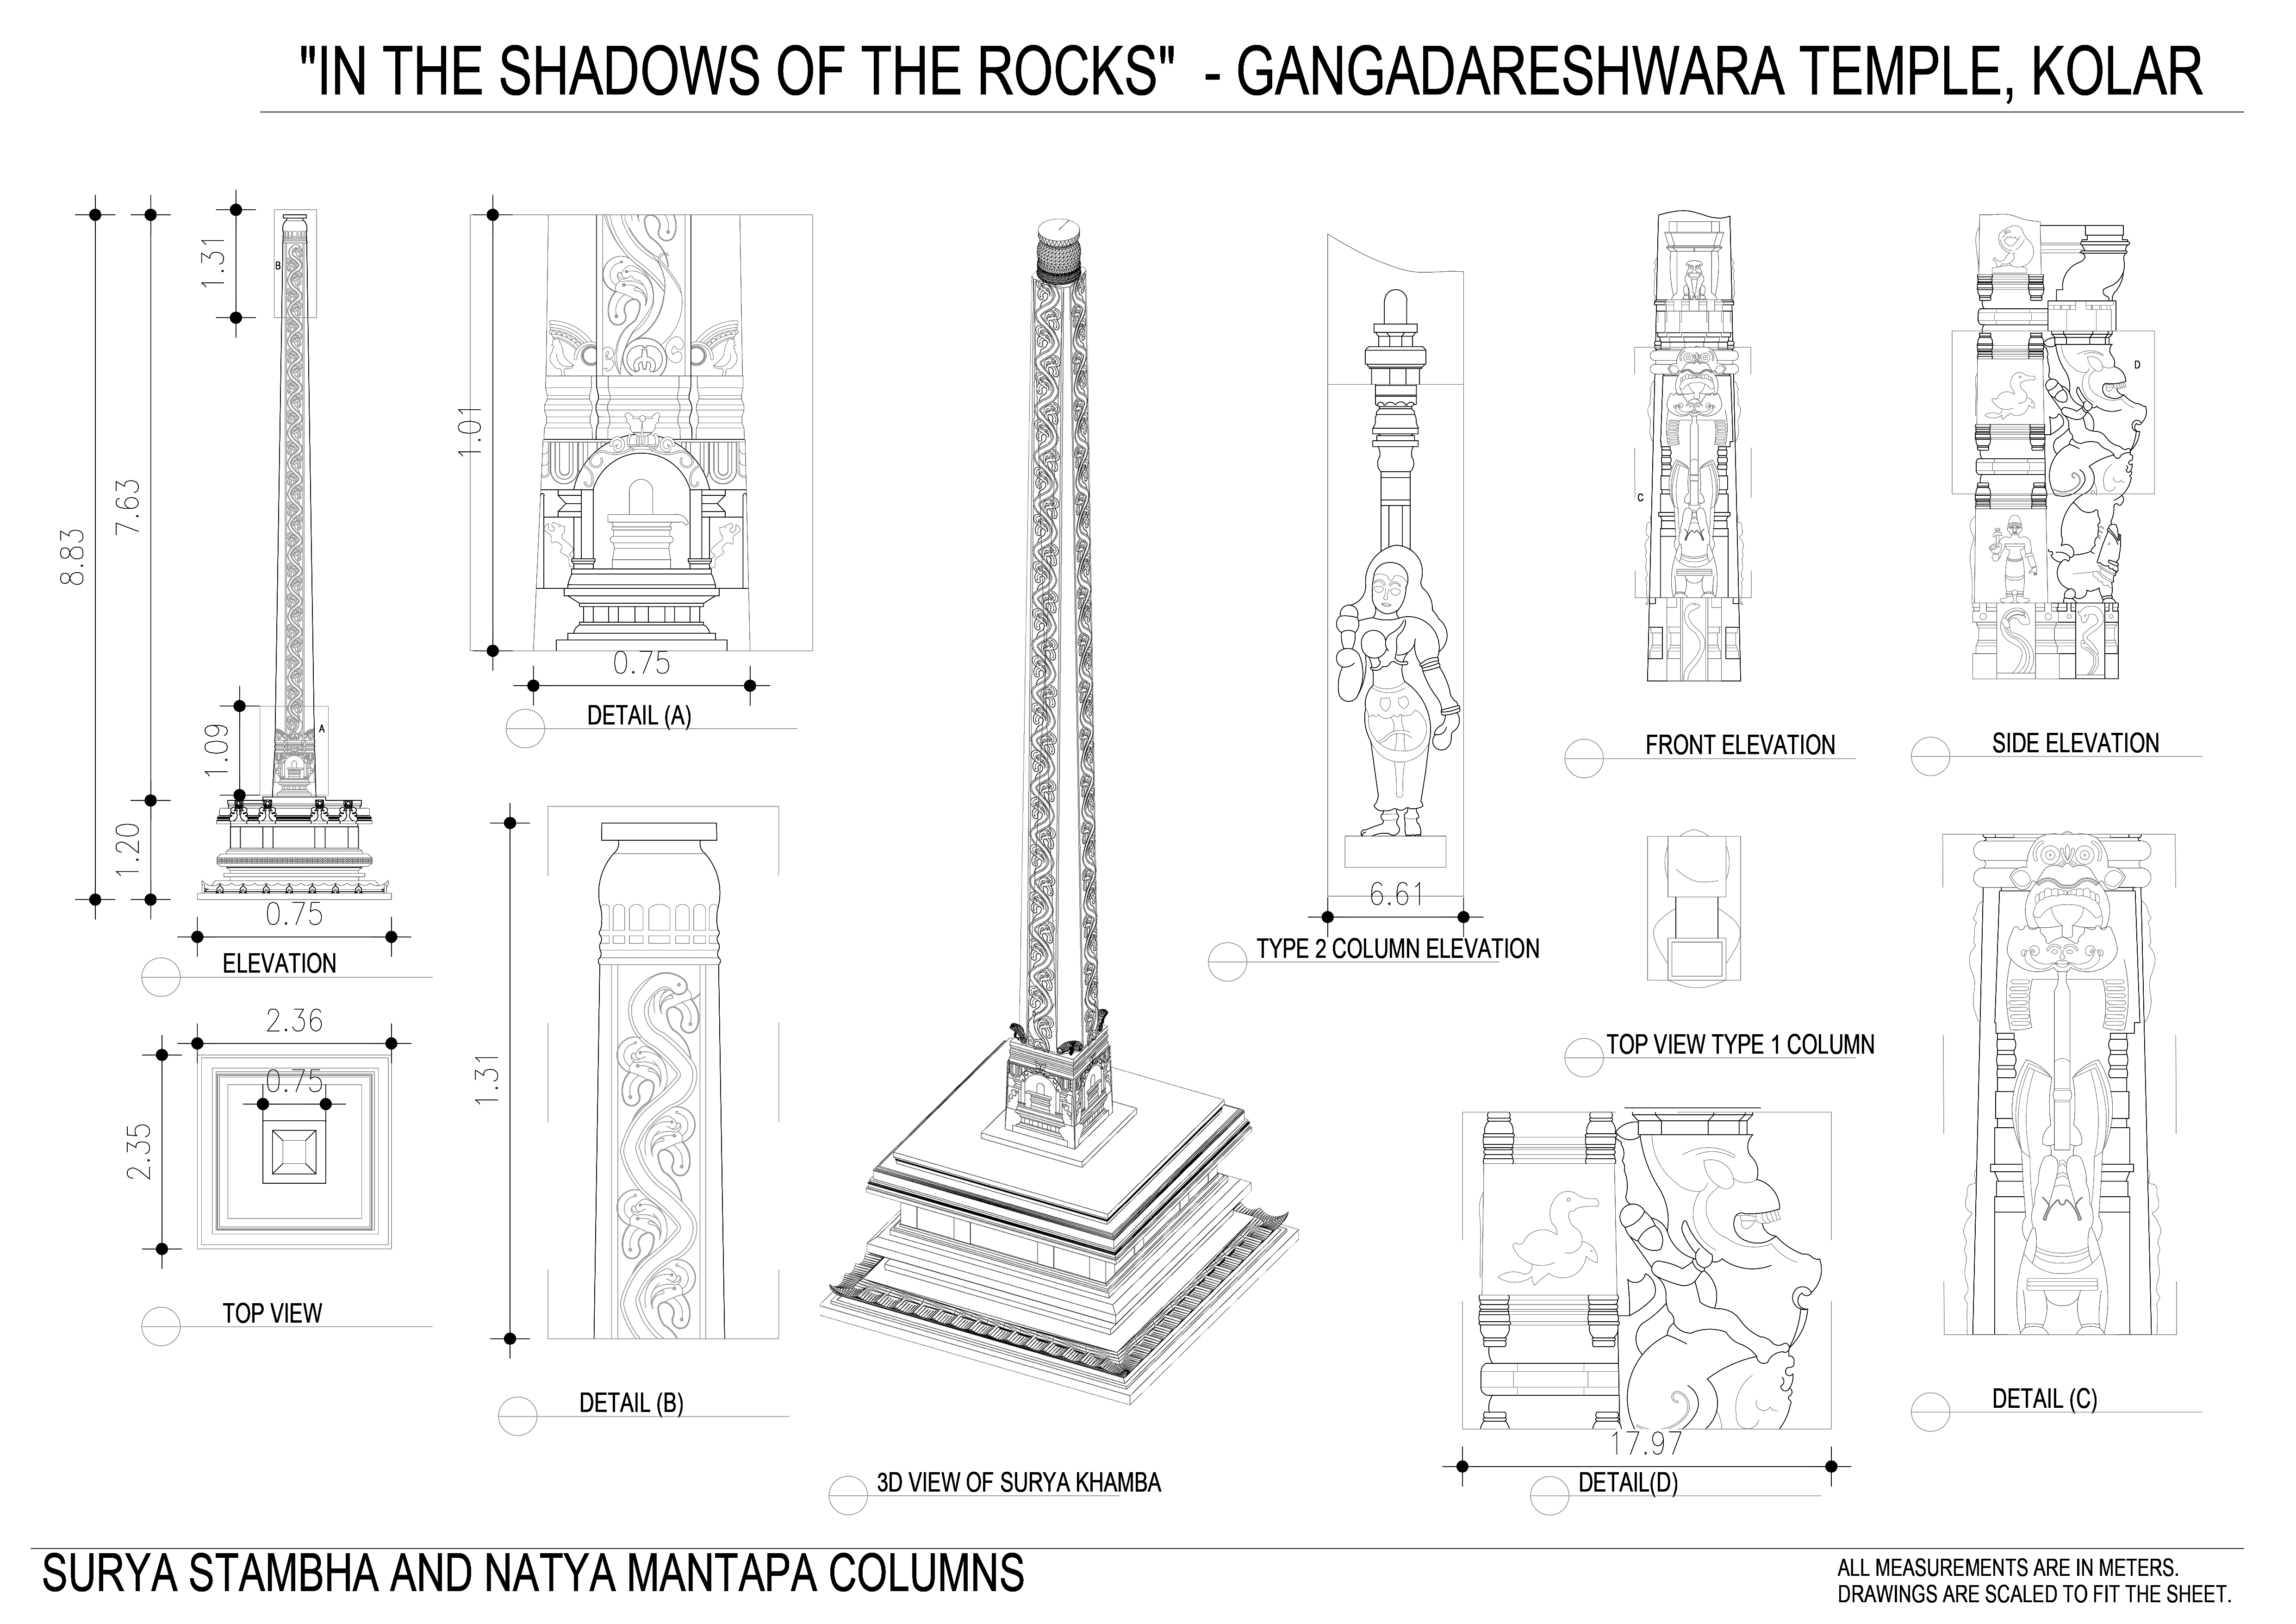 "IN THE SHADOWS OF THE ROCKS" - GANGADARESHWARA TEMPLE, KOLAR
8.83
7.63
1.20
1.31
1.09
B
A
0.75
ELEVATION
2.36
0.75
2.35
TOP VIEW
1.01
0.75
DETAIL (A)
1.31
DETAIL (B)
3D VIEW OF SURYA KHAMBA
6.61
TYPE 2 COLUMN ELEVATION
C
FRONT ELEVATION
D
SIDE ELEVATION
TOP VIEW TYPE 1 COLUMN
17.97
DETAIL(D)
DETAIL (C)
SURYA STAMBHA AND NATYA MANTAPA COLUMNS
ALL MEASUREMENTS ARE IN METERS.
DRAWINGS ARE SCALED TO FIT THE SHEET.